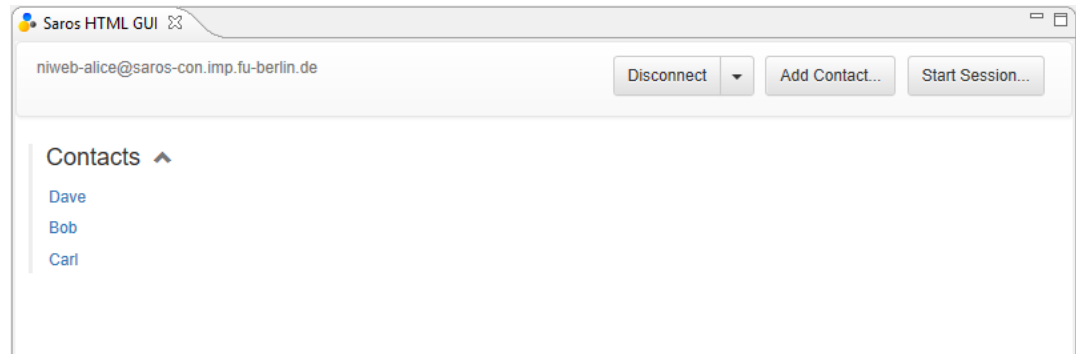 Saros HTML GUI
niweb-alice@saros-con.imp.fu-berlin.de
Disconnect
Add Contact...
Start Session...
Contacts
Dave
Bob
Carl